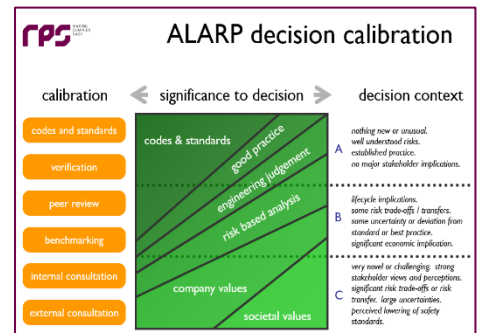 rps MAKING COMPLEX EASY
ALARP decision calibration
calibration
significance to decision
decision context
codes and standards
verification
peer review
benchmarking
internal consultation
external consultation
codes & standards
good practice
engineering judgement
risk based analysis
company values
societal values
A
nothing new or unusual.
well understood risks.
established practice.
no major stakeholder implications.
B
lifecycle implications.
some risk trade-offs / transfers.
some uncertainty or deviation from
standard or best practice.
significant economic implication.
C
very novel or challenging. strong
stakeholder views and perceptions.
significant risk trade-offs or risk
transfer. large uncertainties.
perceived lowering of safety
standards.